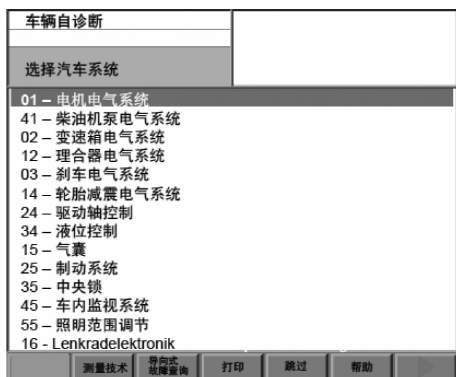 车辆自诊断
选择汽车系统
01 – 电机电气系统
41 – 柴油机泵电气系统
02 – 变速箱电气系统
12 – 理合器电气系统
03 – 刹车电气系统
14 – 轮胎减震电气系统
24 – 驱动轴控制
34 – 液位控制
15 – 气囊
25 – 制动系统
35 – 中央锁
45 – 车内监视系统
55 – 照明范围调节
16 - Lenkradelektronik
测量技术 导向式故障查询 打印 跳过 帮助